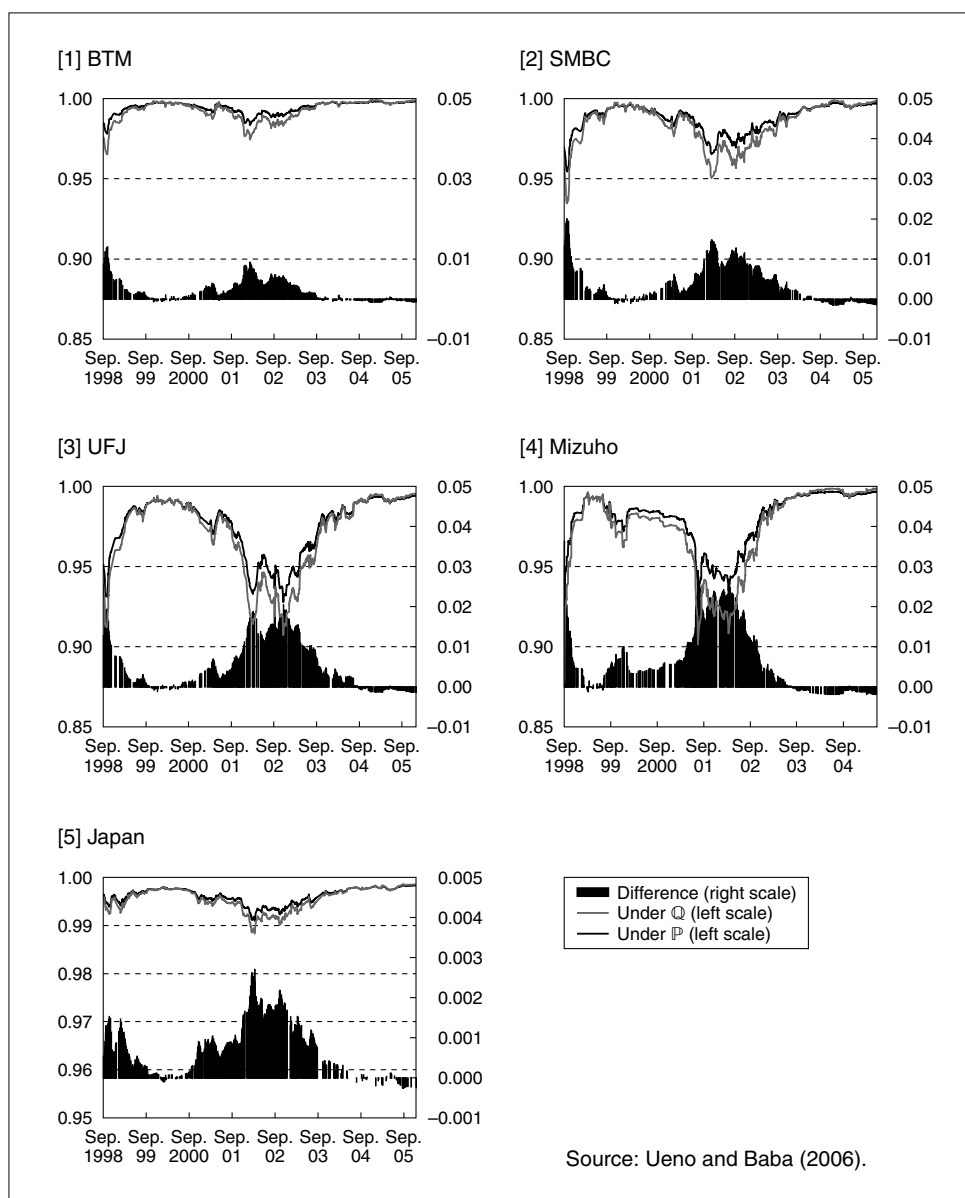 [1] BTM
1.00
0.95
0.90
0.85
0.05
0.03
0.01
–0.01
Sep. Sep. Sep. Sep. Sep. Sep. Sep. Sep.
1998 99 2000 01 02 03 04 05
[2] SMBC
1.00
0.95
0.90
0.85
0.05
0.04
0.03
0.02
0.01
0.00
–0.01
Sep. Sep. Sep. Sep. Sep. Sep. Sep. Sep.
1998 99 2000 01 02 03 04 05
[3] UFJ
1.00
0.95
0.90
0.85
0.05
0.04
0.03
0.02
0.01
0.00
–0.01
Sep. Sep. Sep. Sep. Sep. Sep. Sep. Sep.
1998 99 2000 01 02 03 04 05
[4] Mizuho
1.00
0.95
0.90
0.85
0.05
0.04
0.03
0.02
0.01
0.00
–0.01
Sep. Sep. Sep. Sep. Sep. Sep. Sep.
1998 99 2000 01 02 03 04
[5] Japan
1.00
0.99
0.98
0.97
0.96
0.95
0.005
0.004
0.003
0.002
0.001
0.000
–0.001
Sep. Sep. Sep. Sep. Sep. Sep. Sep. Sep.
1998 99 2000 01 02 03 04 05
Difference (right scale)
Under ℚ (left scale)
Under ℙ (left scale)
Source: Ueno and Baba (2006).